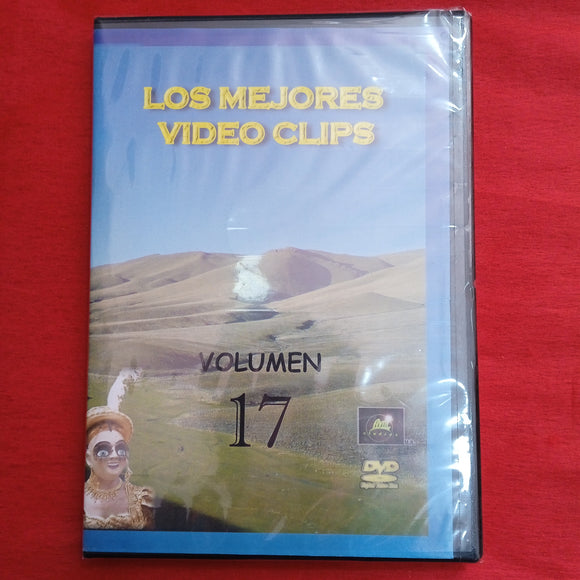 LOS MEJORES
VIDEO CLIPS
VOLUMEN
17
DVD